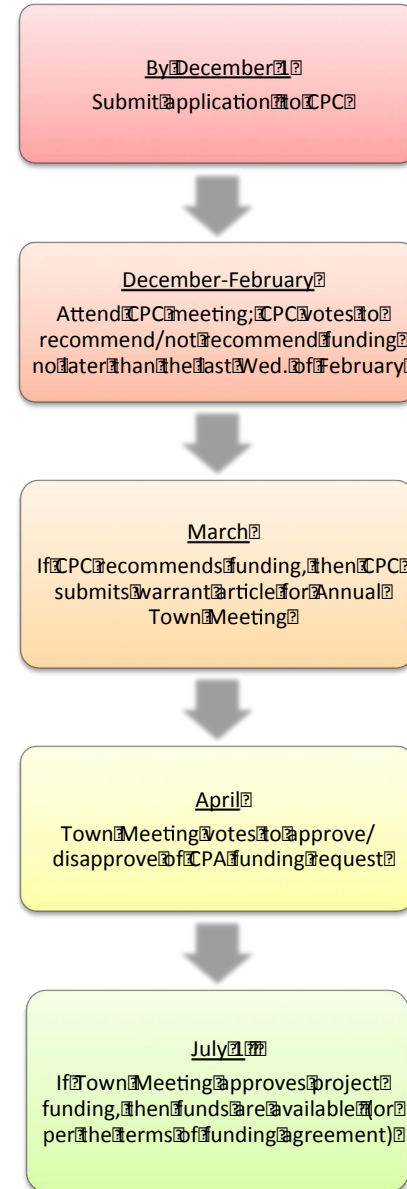 By December 1
Submit application to CPC
December-February
Attend CPC meeting; CPC votes to
recommend/not recommend funding
no later than the last Wed. of February
March
If CPC recommends funding, then CPC
submits warrant article for Annual
Town Meeting
April
Town Meeting votes to approve/
disapprove of CPA funding request
July 1
If Town Meeting approves project
funding, then funds are available (or
per the terms of funding agreement)